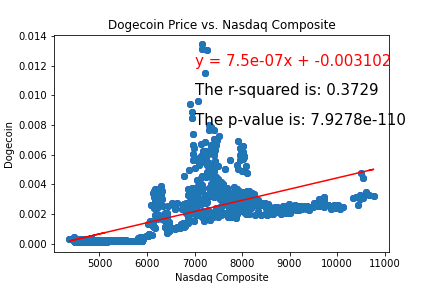 Dogecoin Price vs. Nasdaq Composite
0.014
0.012
0.010
0.008
0.006
0.004
0.002
0.000
Dogecoin
y = 7.5e-07x + -0.003102
The r-squared is: 0.3729
The p-value is: 7.9278e-110
5000 6000 7000 8000 9000 10000 11000
Nasdaq Composite